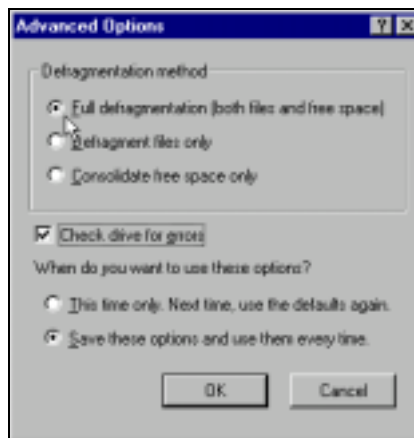 Advanced Options
Defragmentation method
Full defragmentation (both files and free space)
Defragment files only
Consolidate free space only
Check drive for errors
When do you want to use these options?
This time only. Next time, use the defaults again.
Save these options and use them every time.
OK Cancel